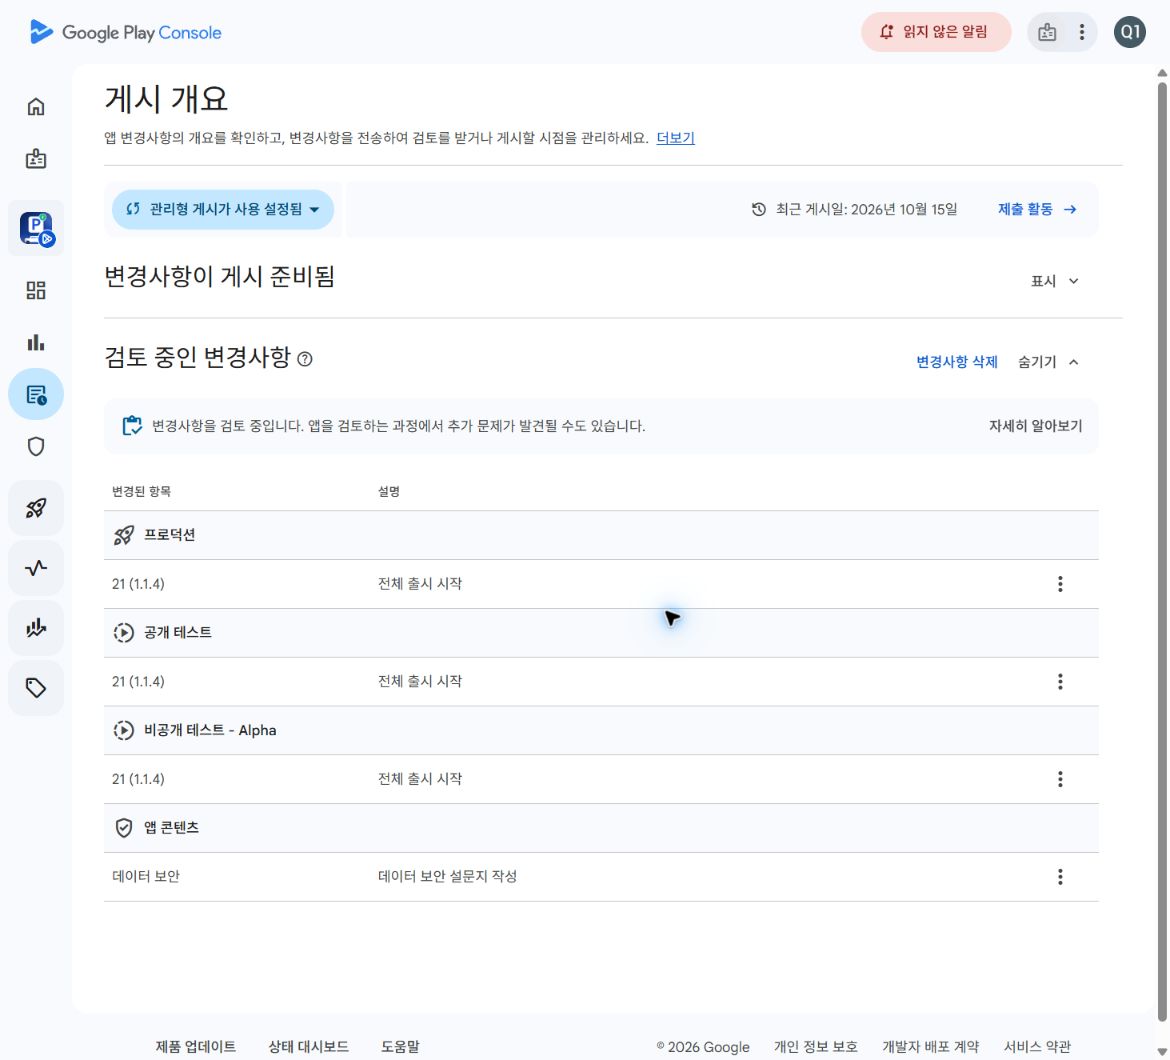 Google Play Console
읽지 않은 알림
Q1
게시 개요
앱 변경사항의 개요를 확인하고, 변경사항을 전송하여 검토를 받거나 게시할 시점을 관리하세요. 더보기
관리형 게시가 사용 설정됨
최근 게시일: 2026년 10월 15일
제출 활동
변경사항이 게시 준비됨
표시
검토 중인 변경사항
변경사항 삭제
숨기기
변경사항을 검토 중입니다. 앱을 검토하는 과정에서 추가 문제가 발견될 수도 있습니다.
자세히 알아보기
변경된 항목
설명
프로덕션
21 (1.1.4)
전체 출시 시작
공개 테스트
21 (1.1.4)
전체 출시 시작
비공개 테스트 - Alpha
21 (1.1.4)
전체 출시 시작
앱 콘텐츠
데이터 보안
데이터 보안 설문지 작성
제품 업데이트
상태 대시보드
도움말
© 2026 Google
개인 정보 보호
개발자 배포 계약
서비스 약관
P